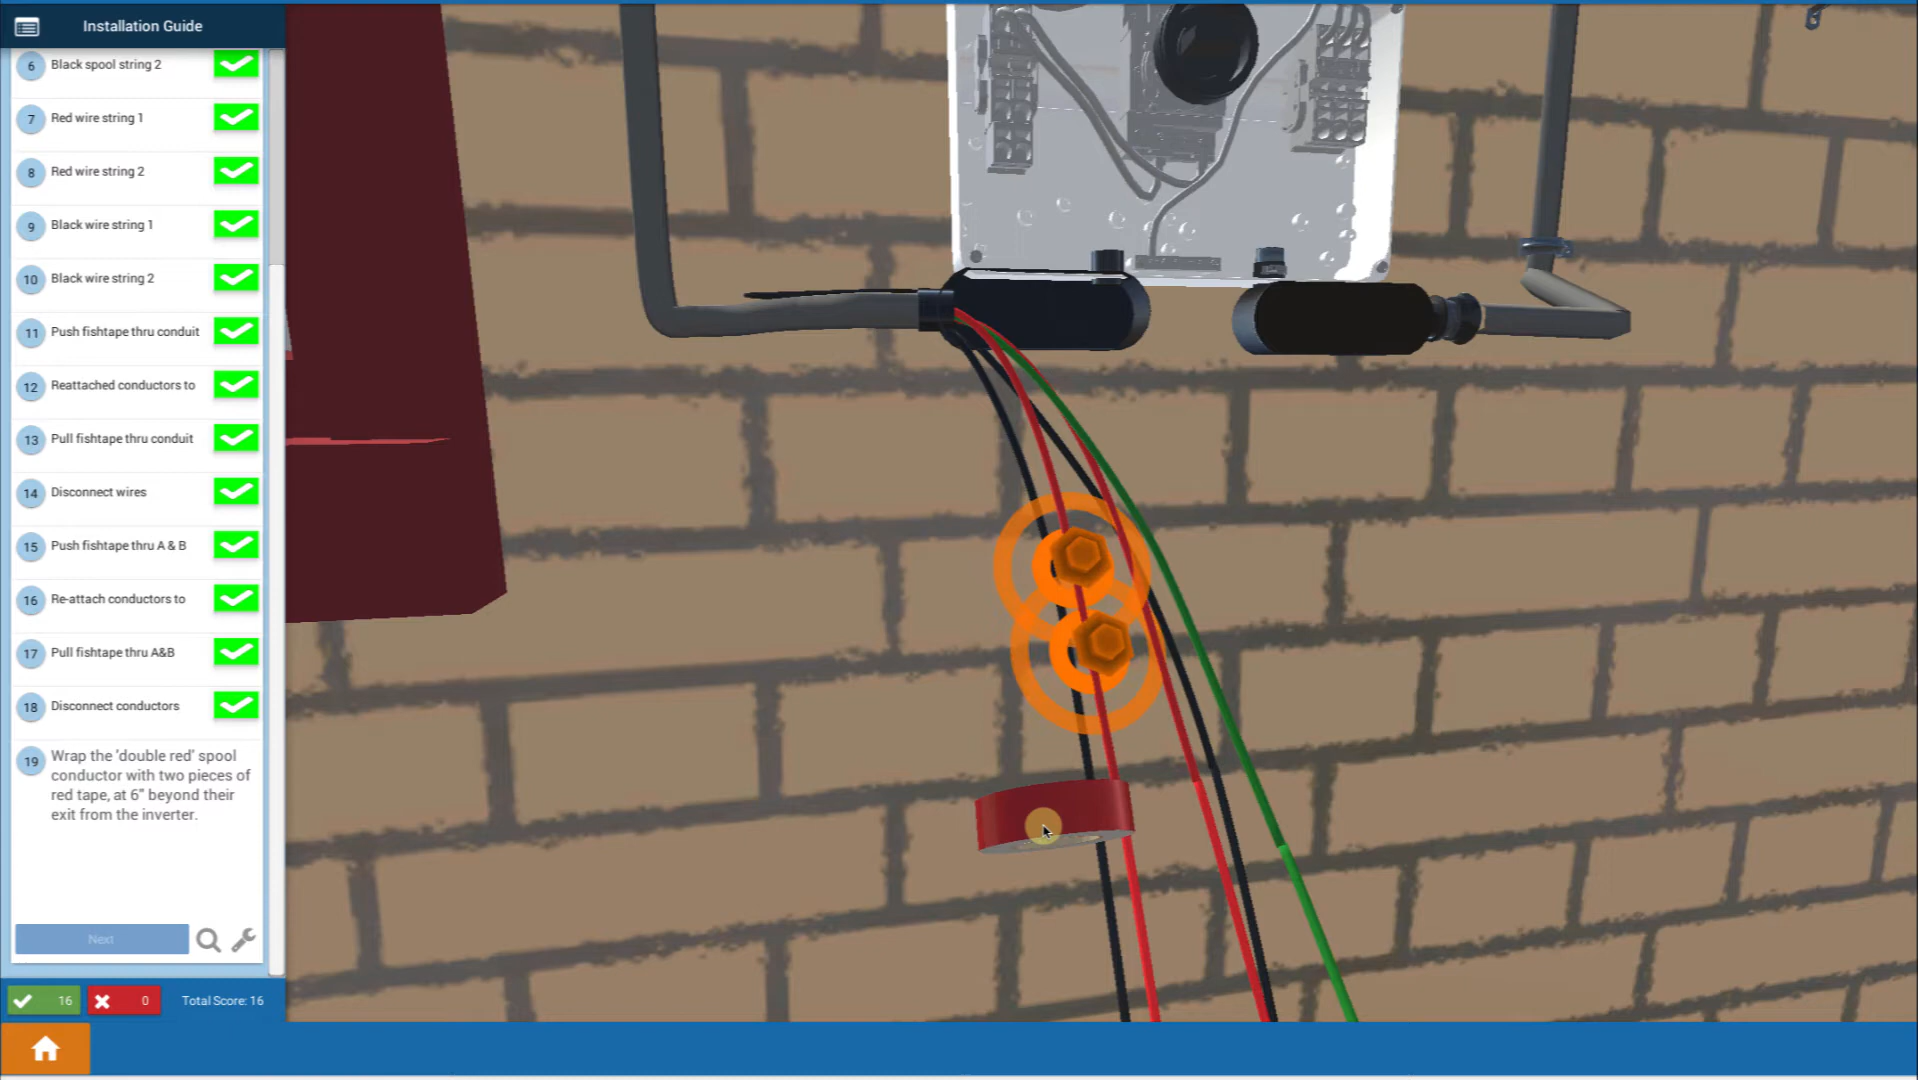 Installation Guide
6 Black spool string 2
7 Red wire string 1
8 Red wire string 2
9 Black wire string 1
10 Black wire string 2
11 Push fishtape thru conduit
12 Reattached conductors to
13 Pull fishtape thru conduit
14 Disconnect wires
15 Push fishtape thru A & B
16 Re-attach conductors to
17 Pull fishtape thru A&B
18 Disconnect conductors
19 Wrap the 'double red' spool
conductor with two pieces of
red tape, at 6" beyond their
exit from the inverter.
Next
16 0 Total Score: 16